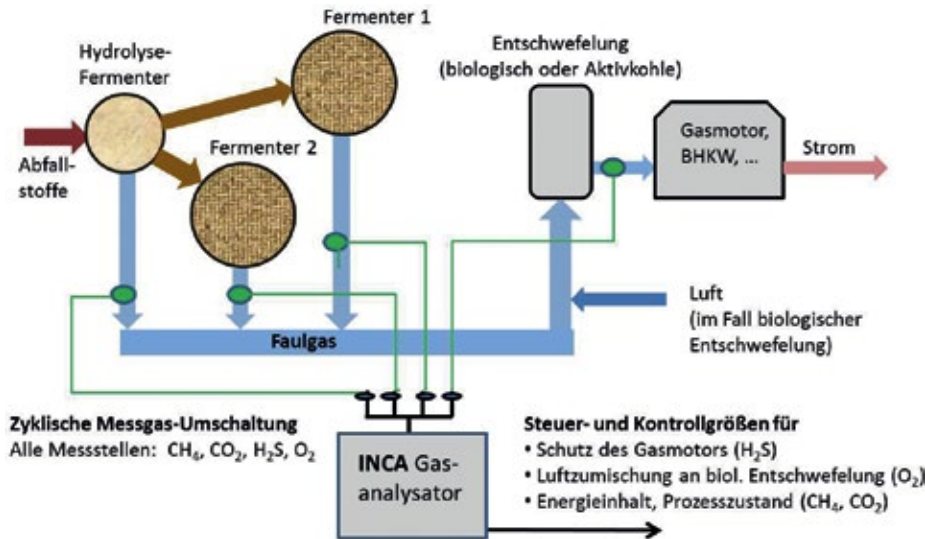 Fermenter 1
Hydrolyse-
Fermenter
Entschwefelung
(biologisch oder Aktivkohle)
Abfall-
stoffe
Fermenter 2
Gasmotor,
BHKW, ...
Strom
Luft
(im Fall biologischer
Entschwefelung)
Faulgas
Zyklische Messgas-Umschaltung
Alle Messstellen: CH₄, CO₂, H₂S, O₂
INCA Gas-
analysator
Steuer- und Kontrollgrößen für
• Schutz des Gasmotors (H₂S)
• Luftzumischung an biol. Entschwefelung (O₂)
• Energieinhalt, Prozesszustand (CH₄, CO₂)